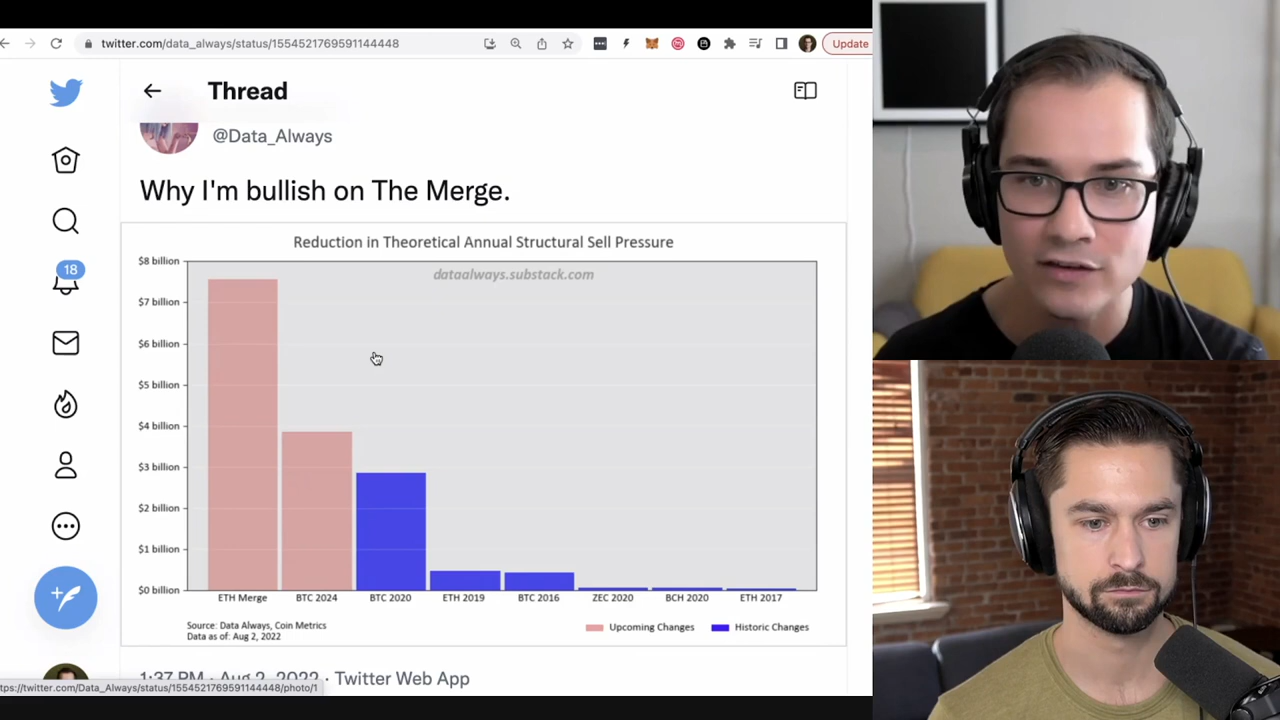 twitter.com/data_always/status/1554521769591144448
Update
Thread
@Data_Always
18
Why I'm bullish on The Merge.
Reduction in Theoretical Annual Structural Sell Pressure
dataalways.substack.com
$8 billion
$7 billion
$6 billion
$5 billion
$4 billion
$3 billion
$2 billion
$1 billion
$0 billion
ETH Merge
BTC 2024
BTC 2020
ETH 2019
BTC 2016
ZEC 2020
BCH 2020
ETH 2017
Source: Data Always, Coin Metrics
Data as of: Aug 2, 2022
Upcoming Changes
Historic Changes
1:37 PM · Aug 2, 2022 · Twitter Web App
tps://twitter.com/Data_Always/status/1554521769591144448/photo/1